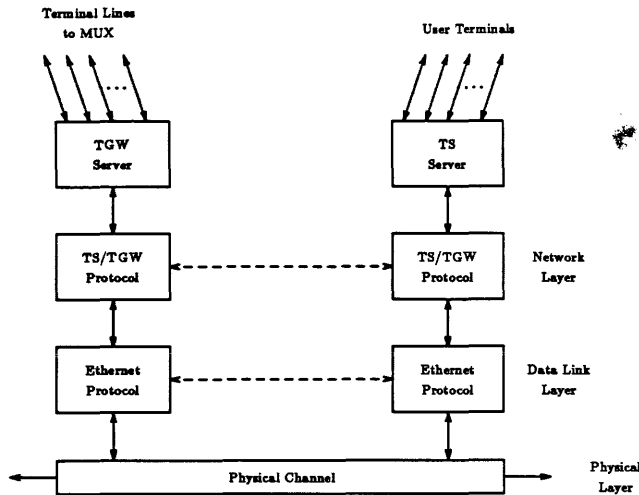 Terminal Lines
to MUX
User Terminals
...
...
TGW
Server
TS
Server
TS/TGW
Protocol
TS/TGW
Protocol
Network
Layer
Ethernet
Protocol
Ethernet
Protocol
Data Link
Layer
Physical Channel
Physical
Layer